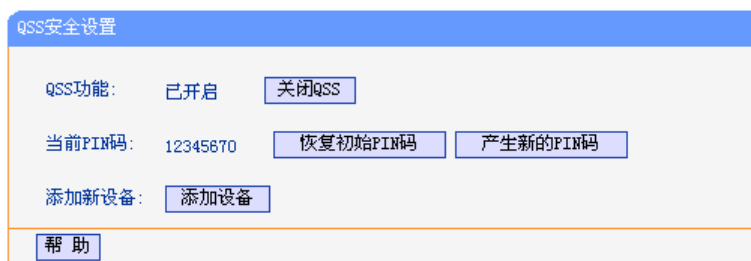 QSS安全设置
QSS功能: 已开启 关闭QSS
当前PIN码: 12345670 恢复初始PIN码 产生新的PIN码
添加新设备: 添加设备
帮 助